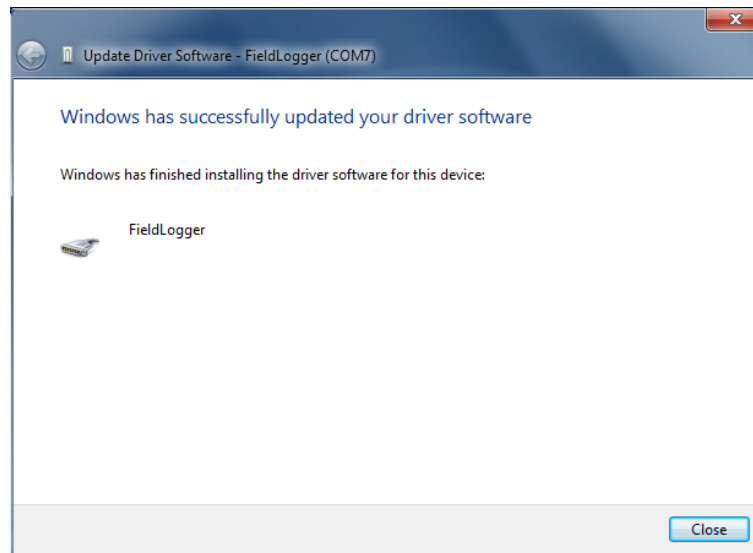 Update Driver Software - FieldLogger (COM7)
Windows has successfully updated your driver software
Windows has finished installing the driver software for this device:
FieldLogger
Close